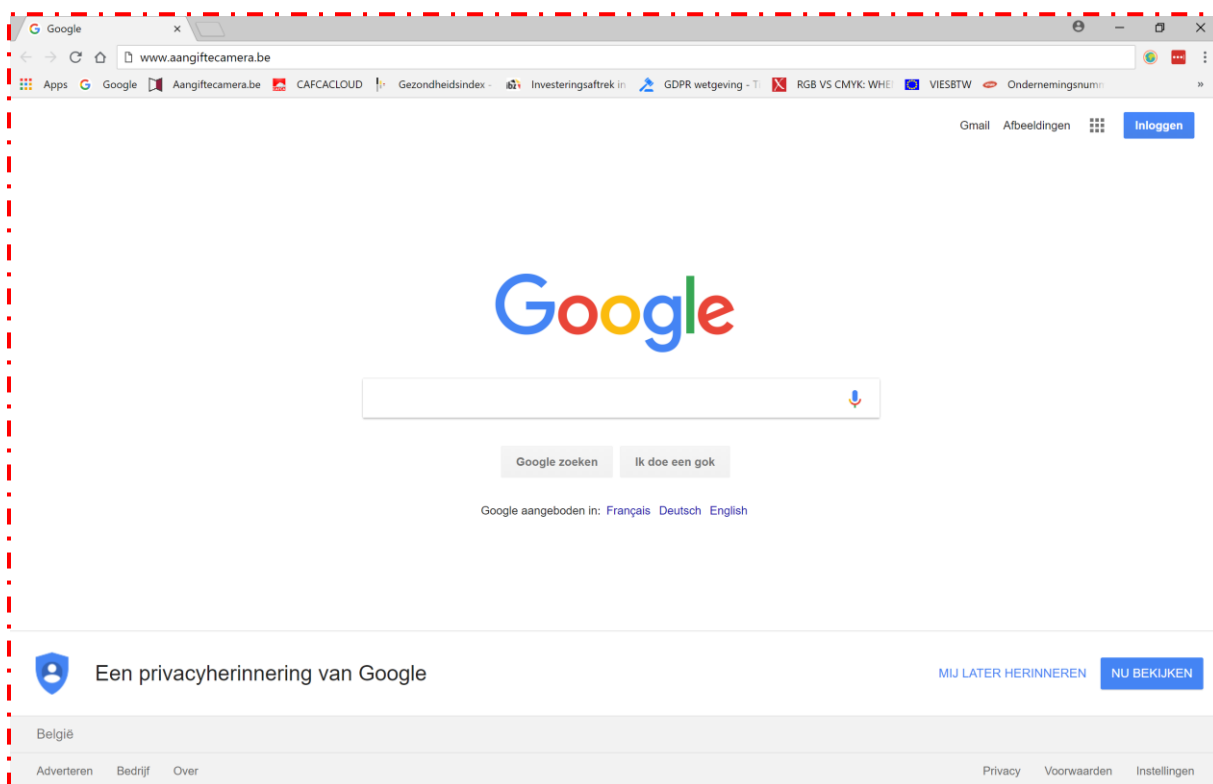 Google
www.aangiftecamera.be
Apps Google Aangiftecamera.be CAFCACLOUD Gezondheidsindex - Investeringsaftrek in GDPR wetgeving - T RGB VS CMYK: WHE VIESBTW Ondernemingsnum
Gmail Afbeeldingen Inloggen
Google
Google zoeken Ik doe een gok
Google aangeboden in: Français Deutsch English
Een privacyherinnering van Google MIJ LATER HERINNEREN NU BEKIJKEN
België
Adverteren Bedrijf Over Privacy Voorwaarden Instellingen